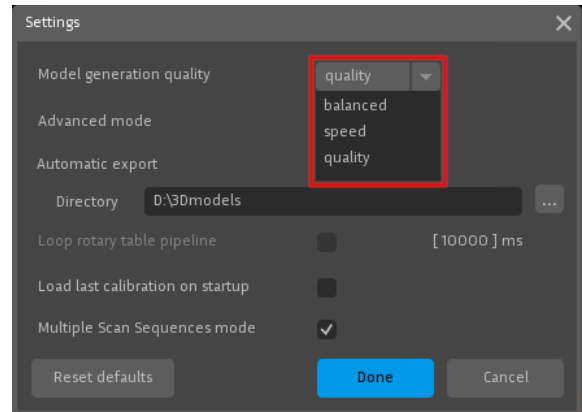 Settings
Model generation quality quality
balanced
Advanced mode
speed
quality
Automatic export
Directory D:\3Dmodels ...
Loop rotary table pipeline [ 10000 ] ms
Load last calibration on startup
Multiple Scan Sequences mode
Reset defaults Done Cancel